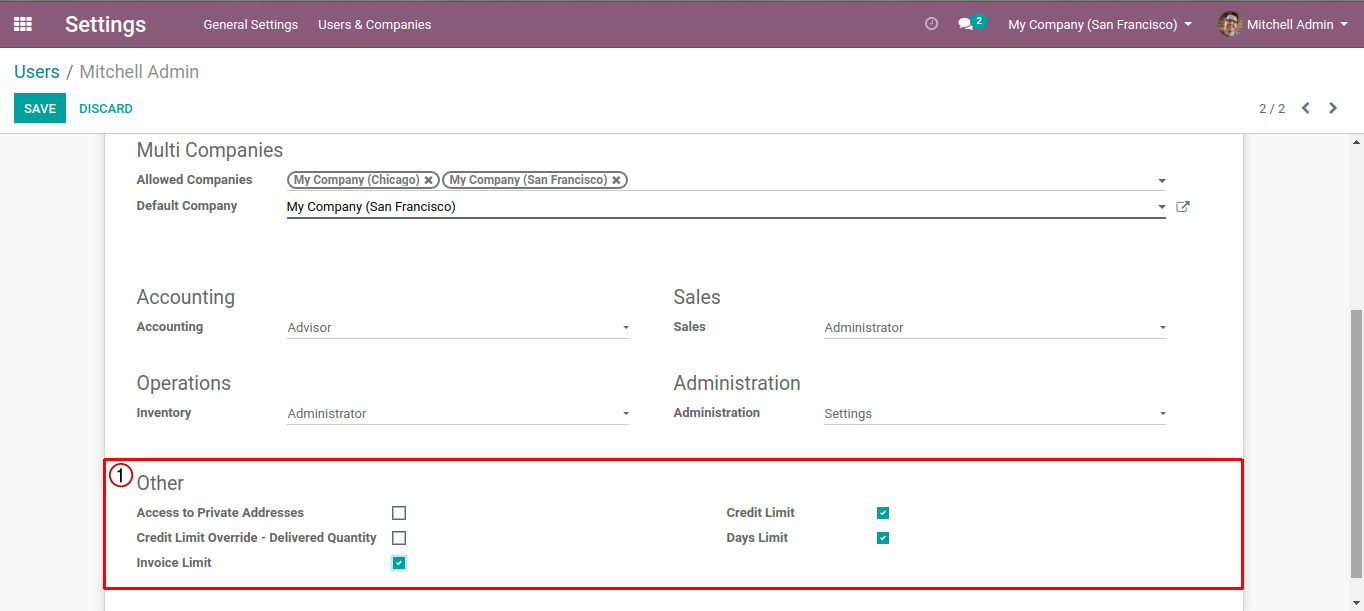 Settings General Settings Users & Companies 2 My Company (San Francisco) Mitchell Admin
Users / Mitchell Admin
SAVE DISCARD 2 / 2
Multi Companies
Allowed Companies My Company (Chicago) My Company (San Francisco)
Default Company My Company (San Francisco)
Accounting Sales
Accounting Advisor Sales Administrator
Operations Administration
Inventory Administrator Administration Settings
1 Other
Access to Private Addresses Credit Limit
Credit Limit Override - Delivered Quantity Days Limit
Invoice Limit